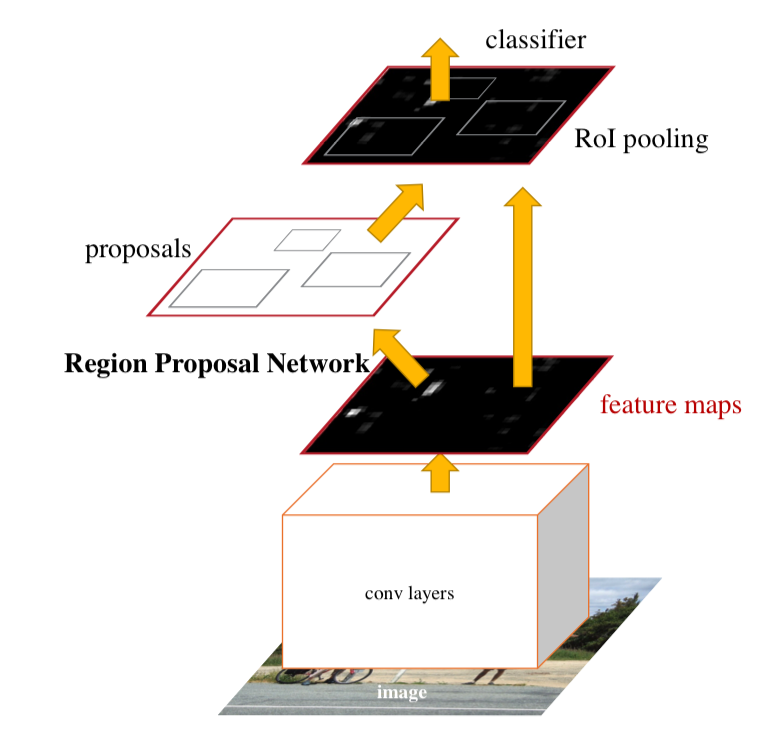 classifier
RoI pooling
proposals
Region Proposal Network
feature maps
conv layers
image